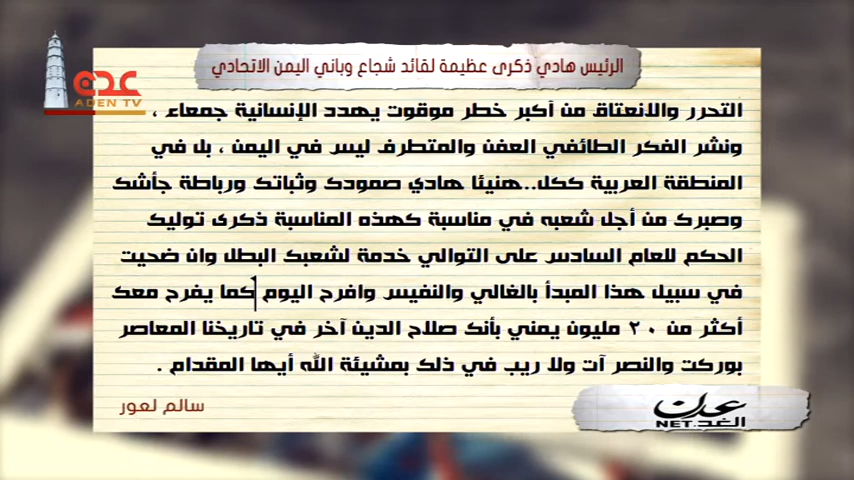 عدن
ADEN TV
الرئيس هادي ذكرى عظيمة لقائد شجاع وباني اليمن الاتحادي
التحرر والانعتاق من أكبر خطر موقوت يهدد الإنسانية جمعاء ،
ونشر الفكر الطائفي العفن والمتطرف ليس في اليمن ، بل في
المنطقة العربية ككل..هنيئا هادي صمودك وثباتك ورباطة جأشك
وصبرك من أجل شعبه في مناسبة كهذه المناسبة ذكرى توليك
الحكم للعام السادس على التوالي خدمة لشعبك البطل وان ضحيت
في سبيل هذا المبدأ بالغالي والنفيس وافرح اليوم كما يفرح معك
أكثر من ٢٠ مليون يمني بأنك صلاح الدين آخر في تاريخنا المعاصر
بوركت والنصر آت ولا ريب في ذلك بمشيئة الله أيها المقدام .
سالم لعور
عدن
الغد.NET